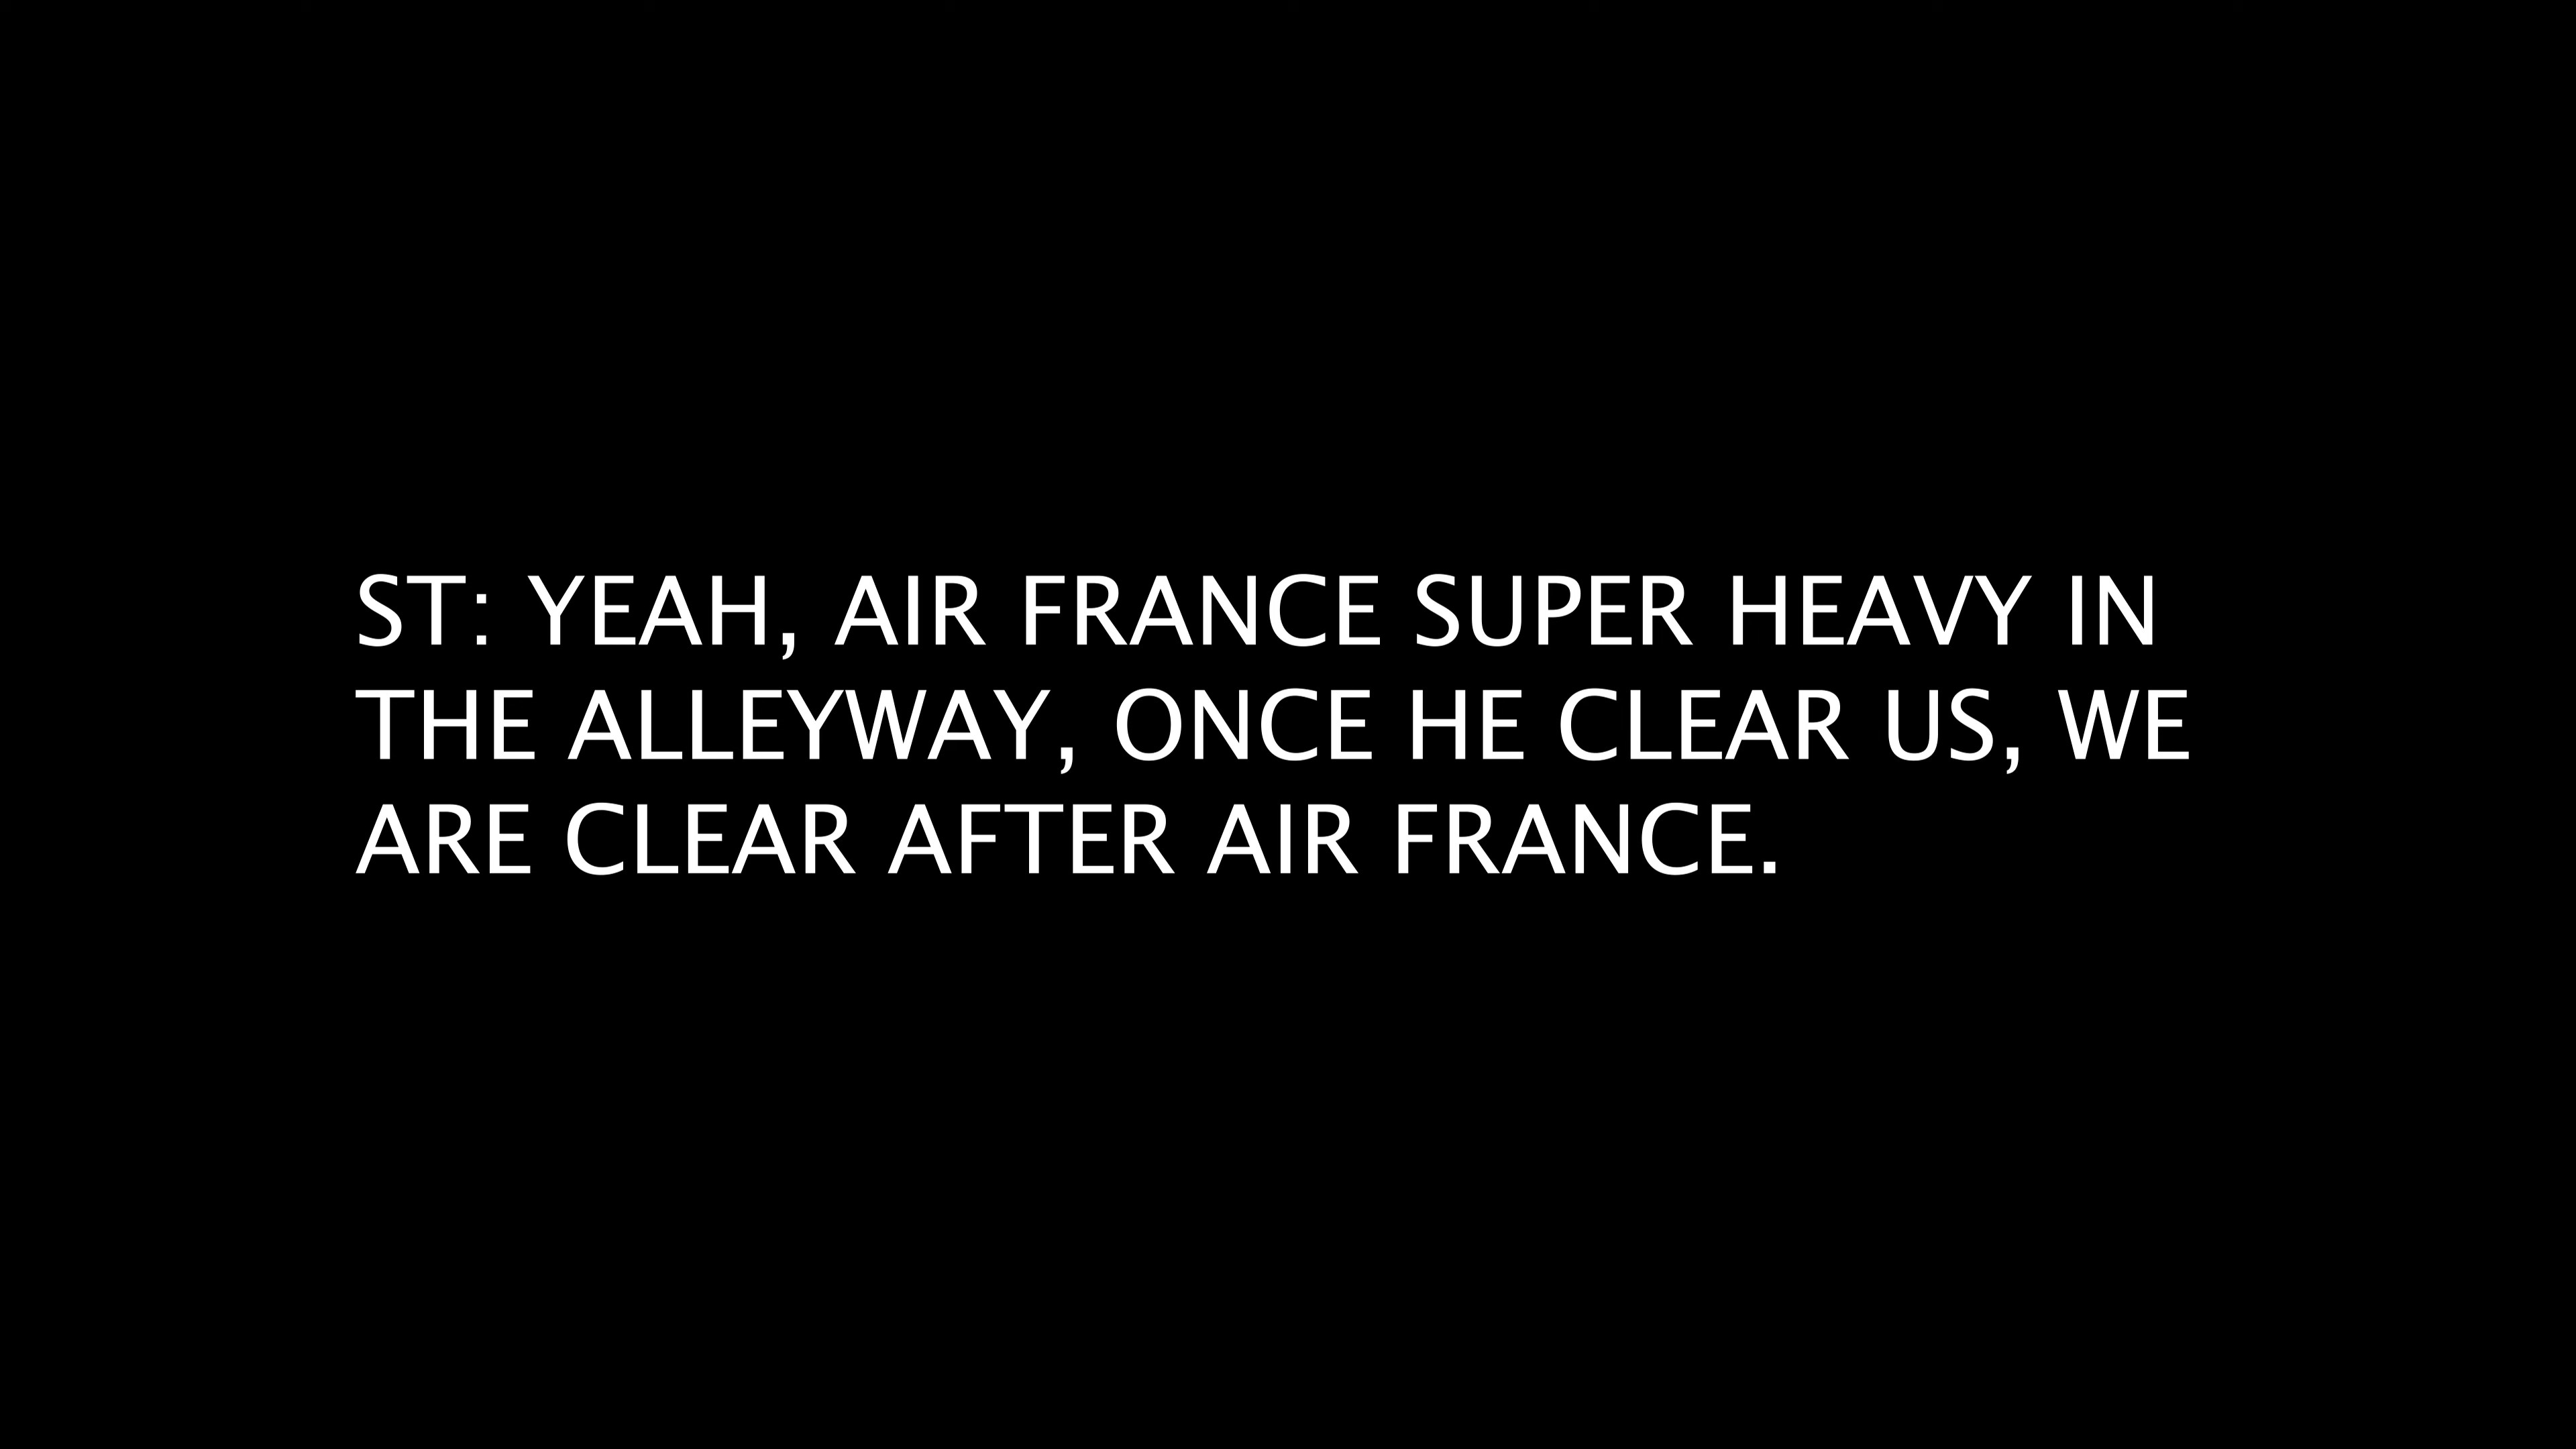 ST: YEAH, AIR FRANCE SUPER HEAVY IN
THE ALLEYWAY, ONCE HE CLEAR US, WE
ARE CLEAR AFTER AIR FRANCE.